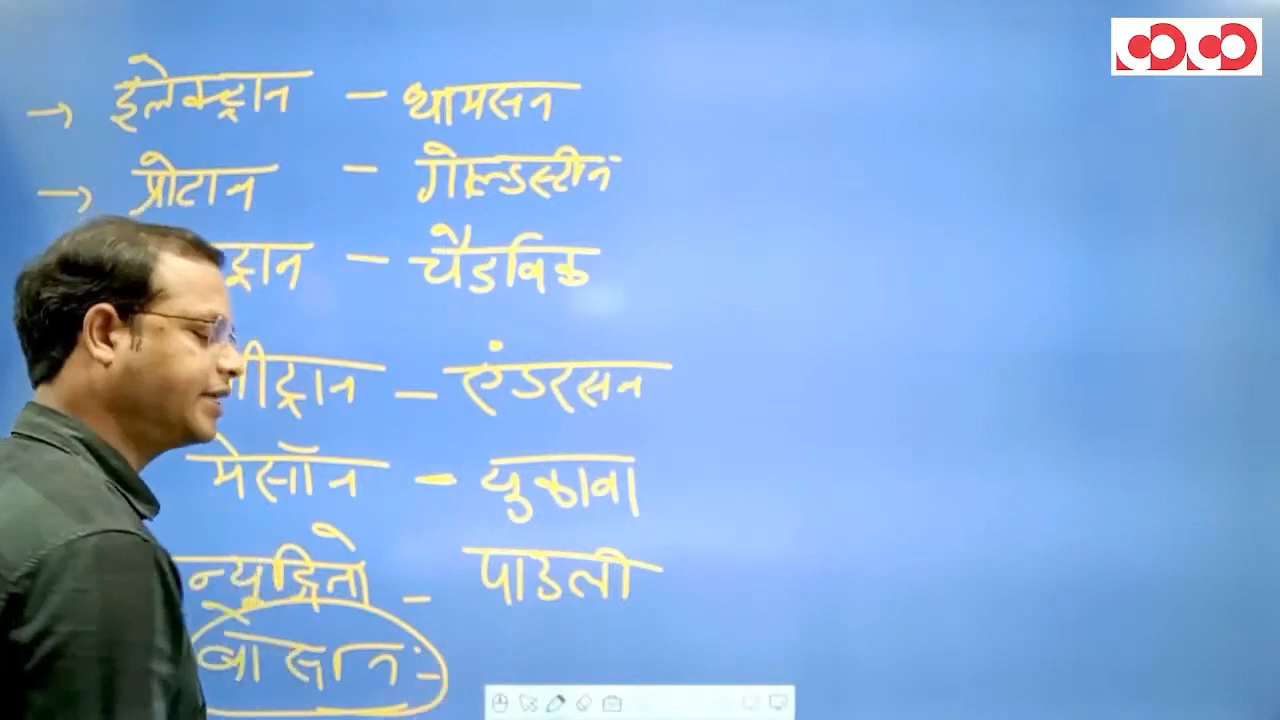 → इलेक्ट्रान – थामसन
→ प्रोटान – गोल्डस्टीन
ट्रान – चैडविक
ीट्रान – एंडरसन
मेसॉन – युकावा
न्यूट्रिनो – पाउली
बोसान :-